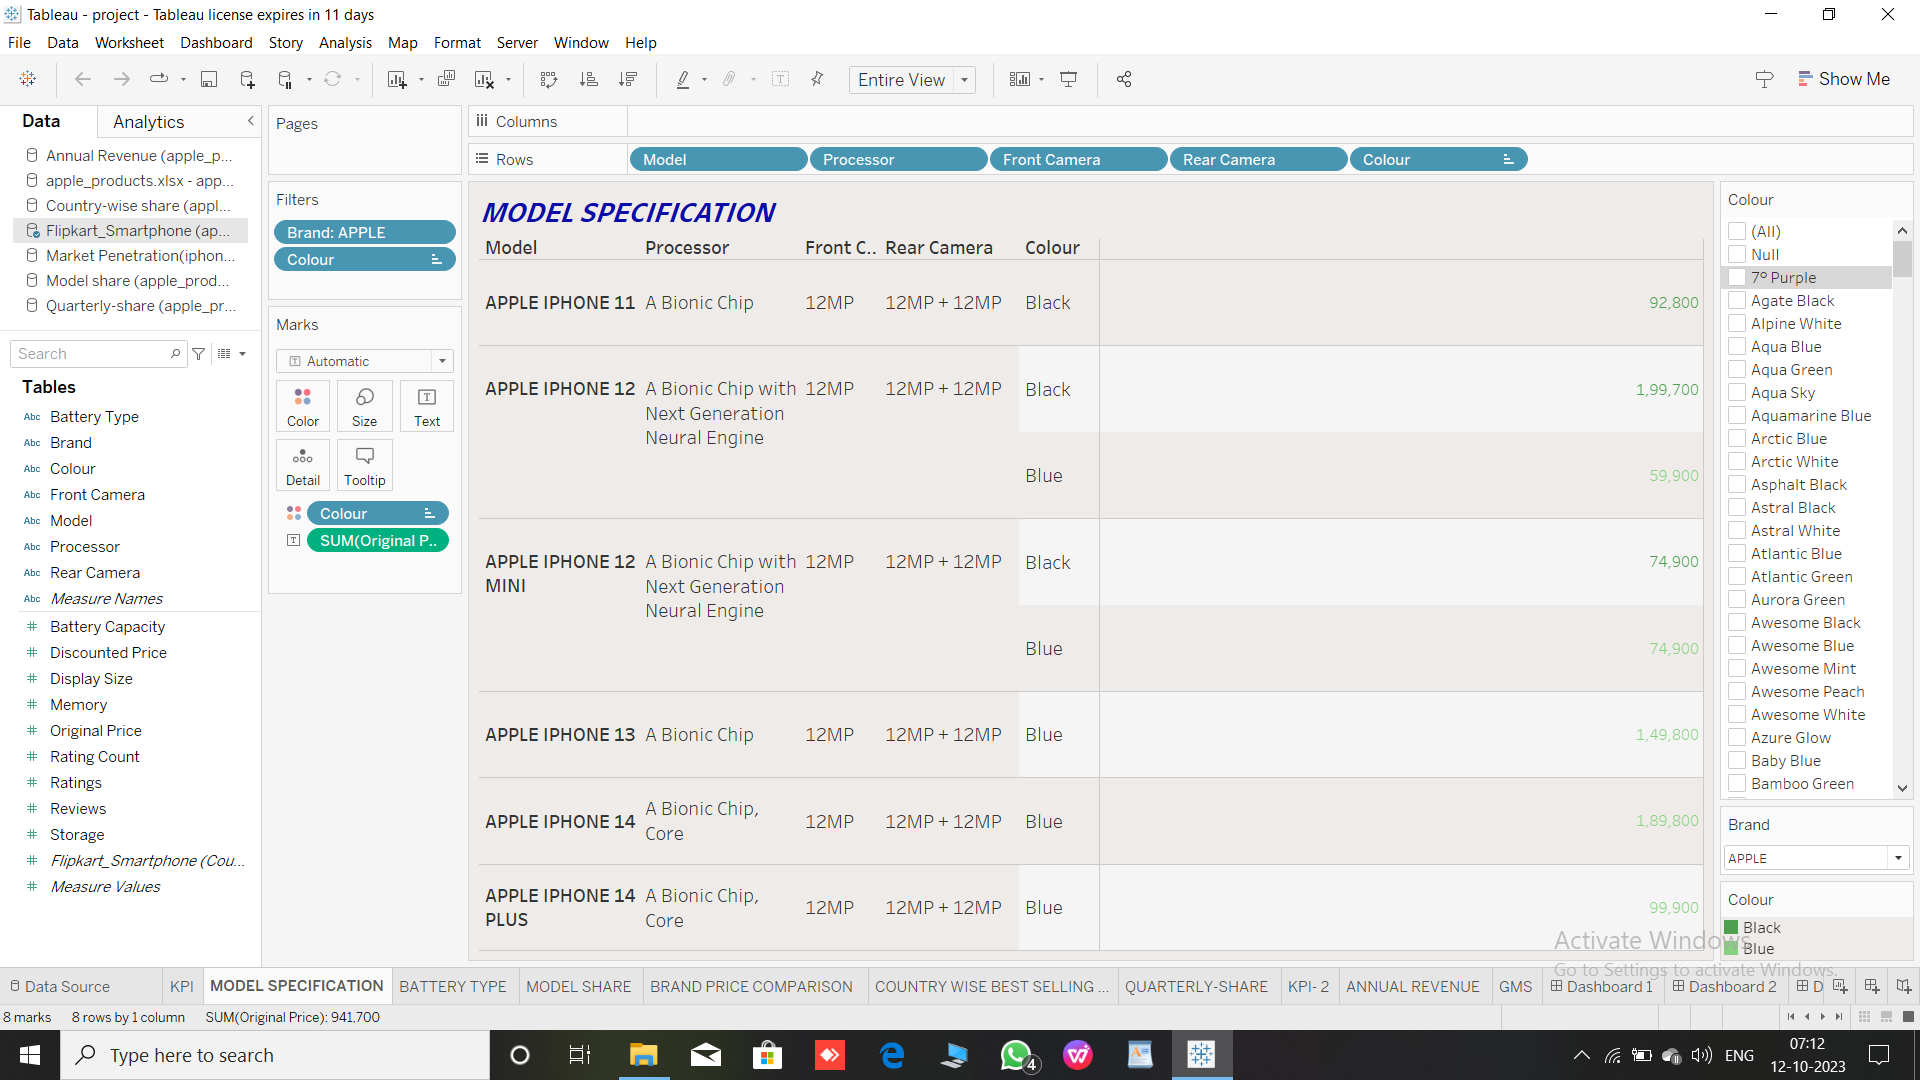 Tableau - project - Tableau license expires in 11 days
File Data Worksheet Dashboard Story Analysis Map Format Server Window Help
Entire View
Show Me
Data Analytics
Annual Revenue (apple_p...
apple_products.xlsx - app...
Country-wise share (appl...
Flipkart_Smartphone (ap...
Market Penetration(iphon...
Model share (apple_prod...
Quarterly-share (apple_pr...
Search
Tables
Abc Battery Type
Abc Brand
Abc Colour
Abc Front Camera
Abc Model
Abc Processor
Abc Rear Camera
Abc Measure Names
# Battery Capacity
# Discounted Price
# Display Size
# Memory
# Original Price
# Rating Count
# Ratings
# Reviews
# Storage
# Flipkart_Smartphone (Cou...
# Measure Values
Pages
Filters
Brand: APPLE
Colour
Marks
Automatic
Color Size Text
Detail Tooltip
Colour
SUM(Original P..
Columns
Rows Model Processor Front Camera Rear Camera Colour
MODEL SPECIFICATION
Model Processor Front C.. Rear Camera Colour
APPLE IPHONE 11 A Bionic Chip 12MP 12MP + 12MP Black 92,800
APPLE IPHONE 12 A Bionic Chip with 12MP 12MP + 12MP Black 1,99,700
Next Generation
Neural Engine
Blue 59,900
APPLE IPHONE 12 A Bionic Chip with 12MP 12MP + 12MP Black 74,900
MINI Next Generation
Neural Engine
Blue 74,900
APPLE IPHONE 13 A Bionic Chip 12MP 12MP + 12MP Blue 1,49,800
A Bionic Chip,
APPLE IPHONE 14 12MP 12MP + 12MP Blue 1,89,800
Core
APPLE IPHONE 14 A Bionic Chip,
12MP 12MP + 12MP Blue 99,900
PLUS Core
Colour
(All)
Null
7° Purple
Agate Black
Alpine White
Aqua Blue
Aqua Green
Aqua Sky
Aquamarine Blue
Arctic Blue
Arctic White
Asphalt Black
Astral Black
Astral White
Atlantic Blue
Atlantic Green
Aurora Green
Awesome Black
Awesome Blue
Awesome Mint
Awesome Peach
Awesome White
Azure Glow
Baby Blue
Bamboo Green
Brand
APPLE
Colour
Black
Blue
Activate Windows
Go to Settings to activate Windows.
Data Source KPI MODEL SPECIFICATION BATTERY TYPE MODEL SHARE BRAND PRICE COMPARISON COUNTRY WISE BEST SELLING ... QUARTERLY-SHARE KPI- 2 ANNUAL REVENUE GMS Dashboard 1 Dashboard 2 D
8 marks 8 rows by 1 column SUM(Original Price): 941,700
Type here to search
4
ENG
07:12
12-10-2023